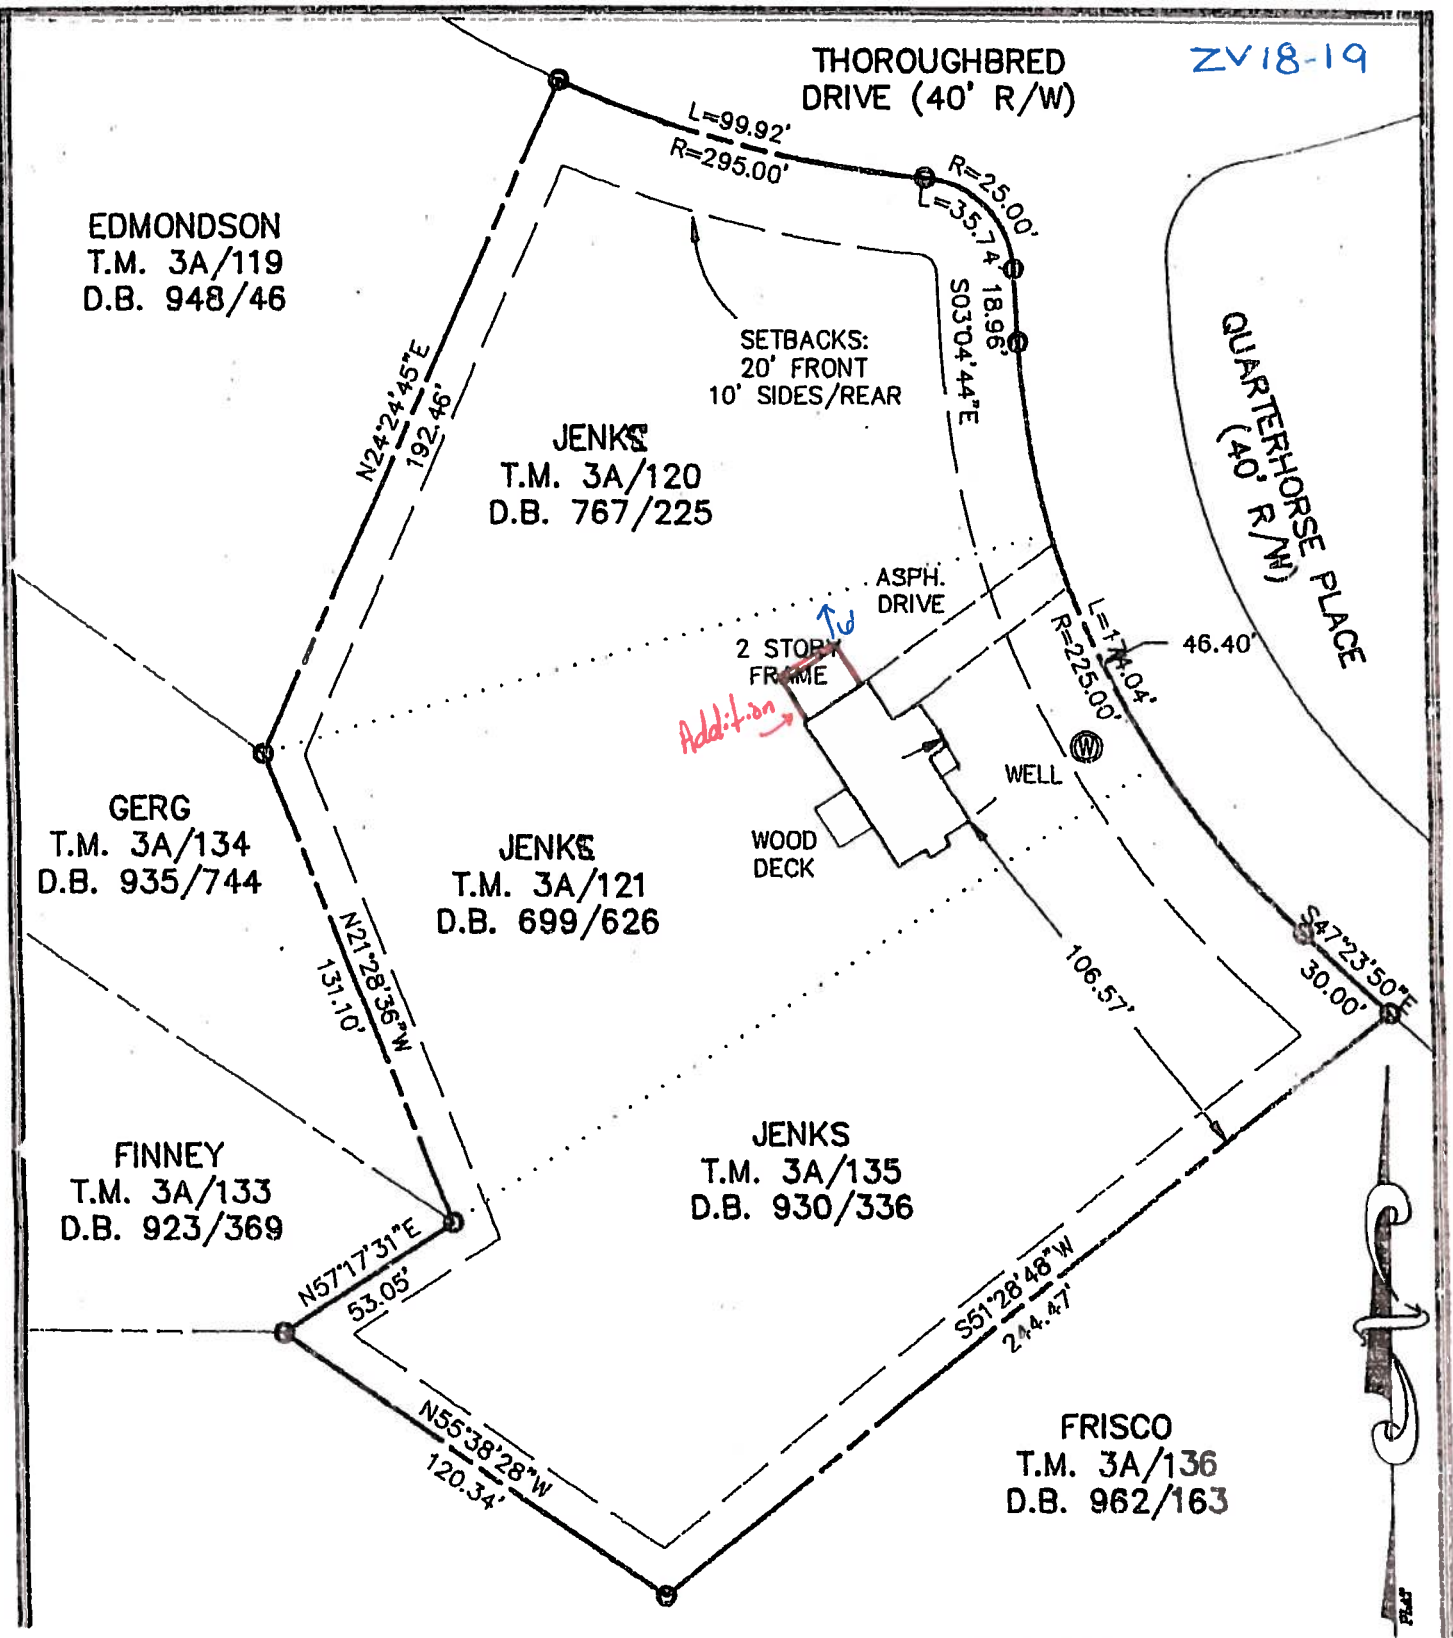 ZV18-19
THOROUGHBRED
DRIVE (40' R/W)
L=99.92'
R=295.00'
R=25.00'
L=35.74'
18.96'
S03°04'44"E
EDMONDSON
T.M. 3A/119
D.B. 948/46
SETBACKS:
20' FRONT
10' SIDES/REAR
N24°24'45"E
192.46'
QUARTERHORSE PLACE
(40' R/W)
JENKS
T.M. 3A/120
D.B. 767/225
ASPH.
DRIVE
2 STORY
FRAME
Addition
L=174.04'
R=225.00'
46.40'
W
WELL
GERG
T.M. 3A/134
D.B. 935/744
WOOD
DECK
JENKS
T.M. 3A/121
D.B. 699/626
N21°28'36"W
131.10'
106.57'
S47°23'50"E
30.00'
FINNEY
T.M. 3A/133
D.B. 923/369
JENKS
T.M. 3A/135
D.B. 930/336
N57°17'31"E
53.05'
S51°28'48"W
244.47'
N55°38'28"W
120.34'
FRISCO
T.M. 3A/136
D.B. 962/163
PLAT